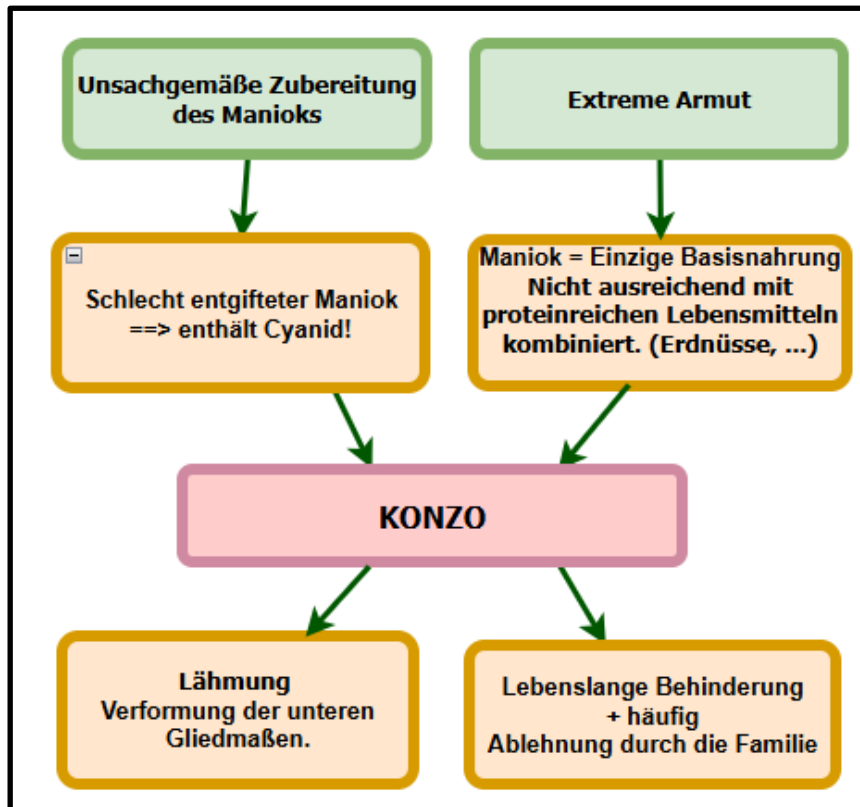 Unsachgemäße Zubereitung
des Manioks
Extreme Armut
Schlecht entgifteter Maniok
==> enthält Cyanid!
Maniok = Einzige Basisnahrung
Nicht ausreichend mit
proteinreichen Lebensmitteln
kombiniert. (Erdnüsse, ...)
KONZO
Lähmung
Verformung der unteren
Gliedmaßen.
Lebenslange Behinderung
+ häufig
Ablehnung durch die Familie